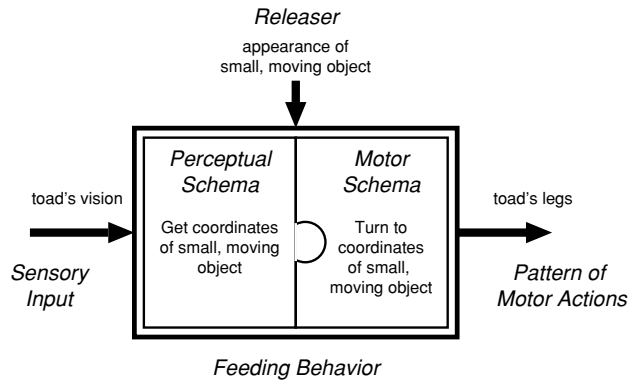 Releaser
appearance of
small, moving object
Perceptual
Schema
Motor
Schema
toad's vision
toad's legs
Get coordinates
of small, moving
object
Turn to
coordinates
of small,
moving object
Sensory
Input
Pattern of
Motor Actions
Feeding Behavior